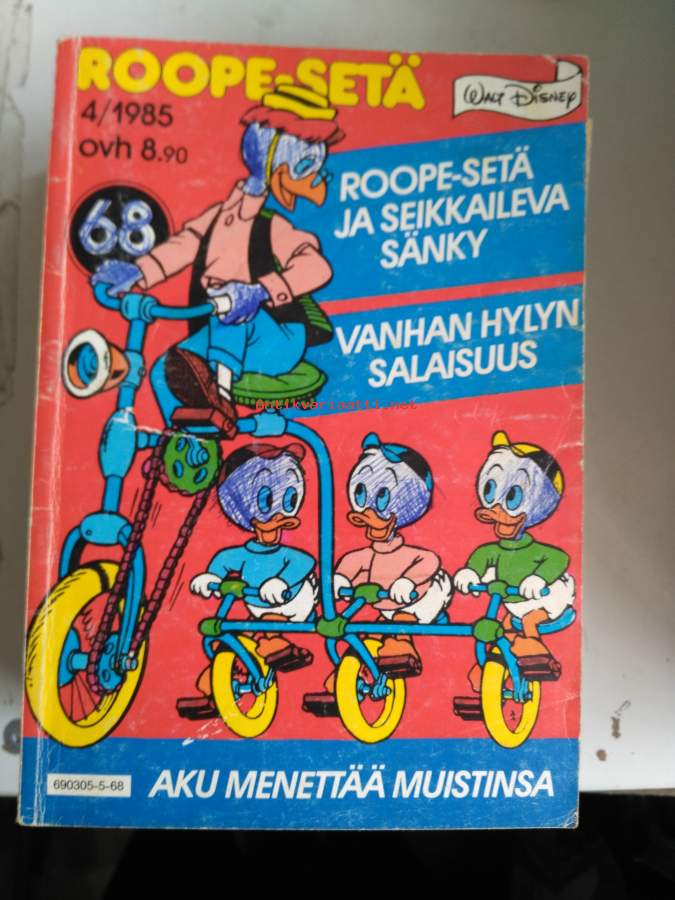 ROOPE-SETÄ
WALT DISNEY
4/1985
ovh 8.90
68
ROOPE-SETÄ
JA SEIKKAILEVA
SÄNKY
VANHAN HYLYN
SALAISUUS
Antikvariaatti.net
690305-5-68
AKU MENETTÄÄ MUISTINSA